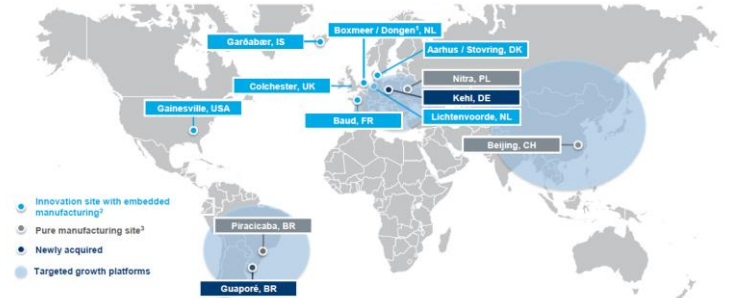 Boxmeer / Dongen¹, NL
Garðabær, IS
Aarhus / Stovring, DK
Nitra, PL
Colchester, UK
Kehl, DE
Gainesville, USA
Lichtenvoorde, NL
Baud, FR
Beijing, CH
Innovation site with embedded
manufacturing²
Pure manufacturing site³
Newly acquired
Targeted growth platforms
Piracicaba, BR
Guaporé, BR